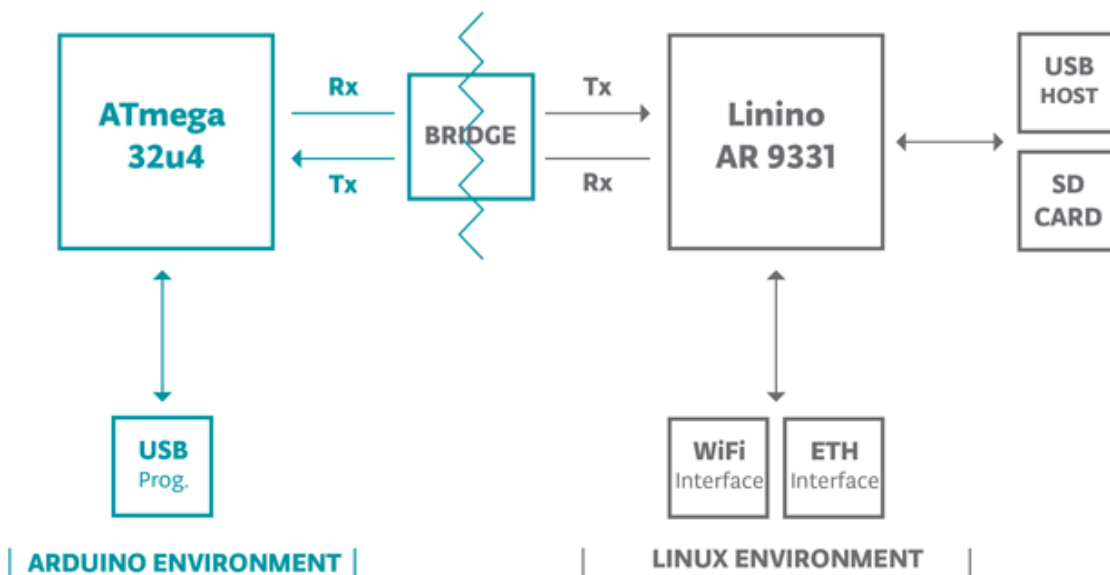 ATmega
32u4
Rx
Tx
BRIDGE
Tx
Rx
Linino
AR 9331
USB
HOST
SD
CARD
USB
Prog.
WiFi
Interface
ETH
Interface
ARDUINO ENVIRONMENT
LINUX ENVIRONMENT